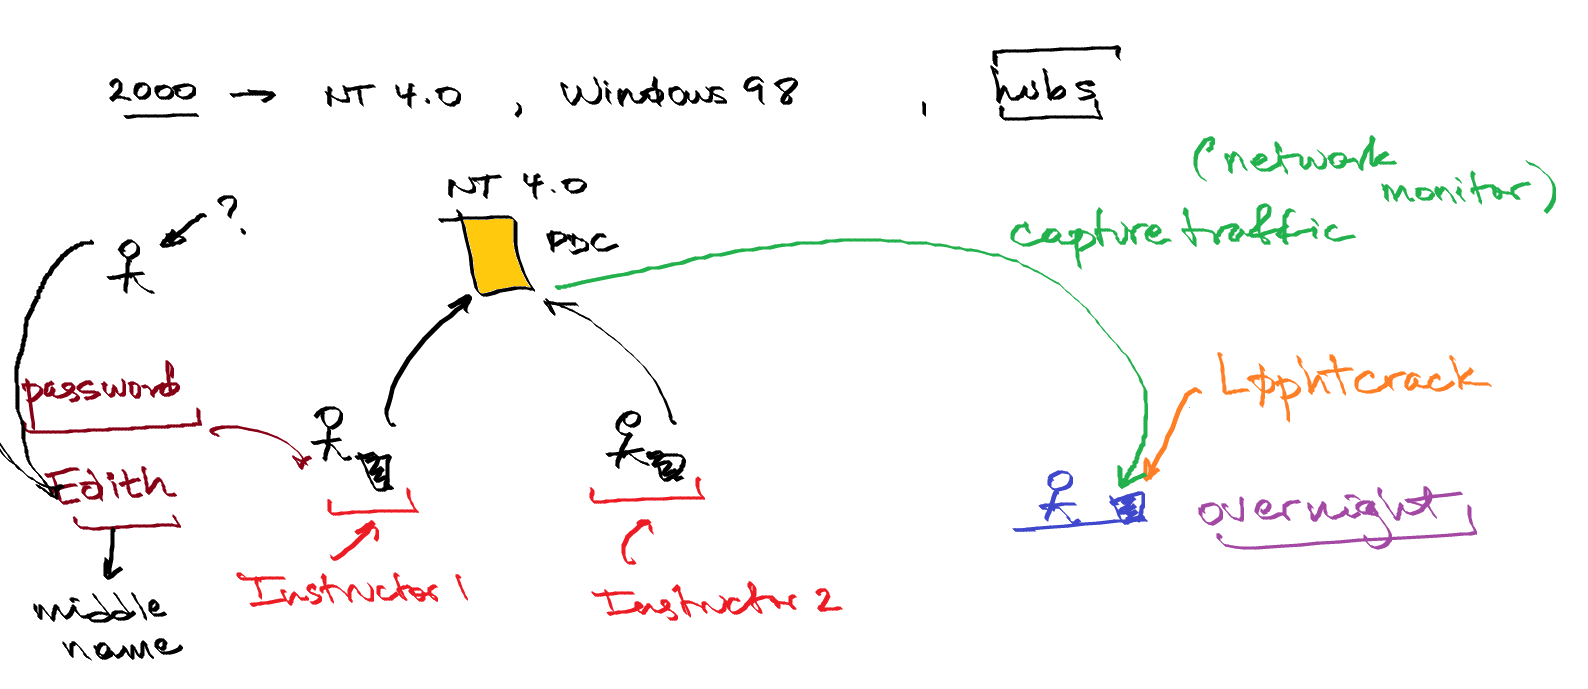 2000 → NT 4.0 , Windows 98 , hubs
(network
monitor)
NT 4.0
PDC
capture traffic
?
password
Edith
middle
name
Instructor 1
Instructor 2
L0phtcrack
overnight